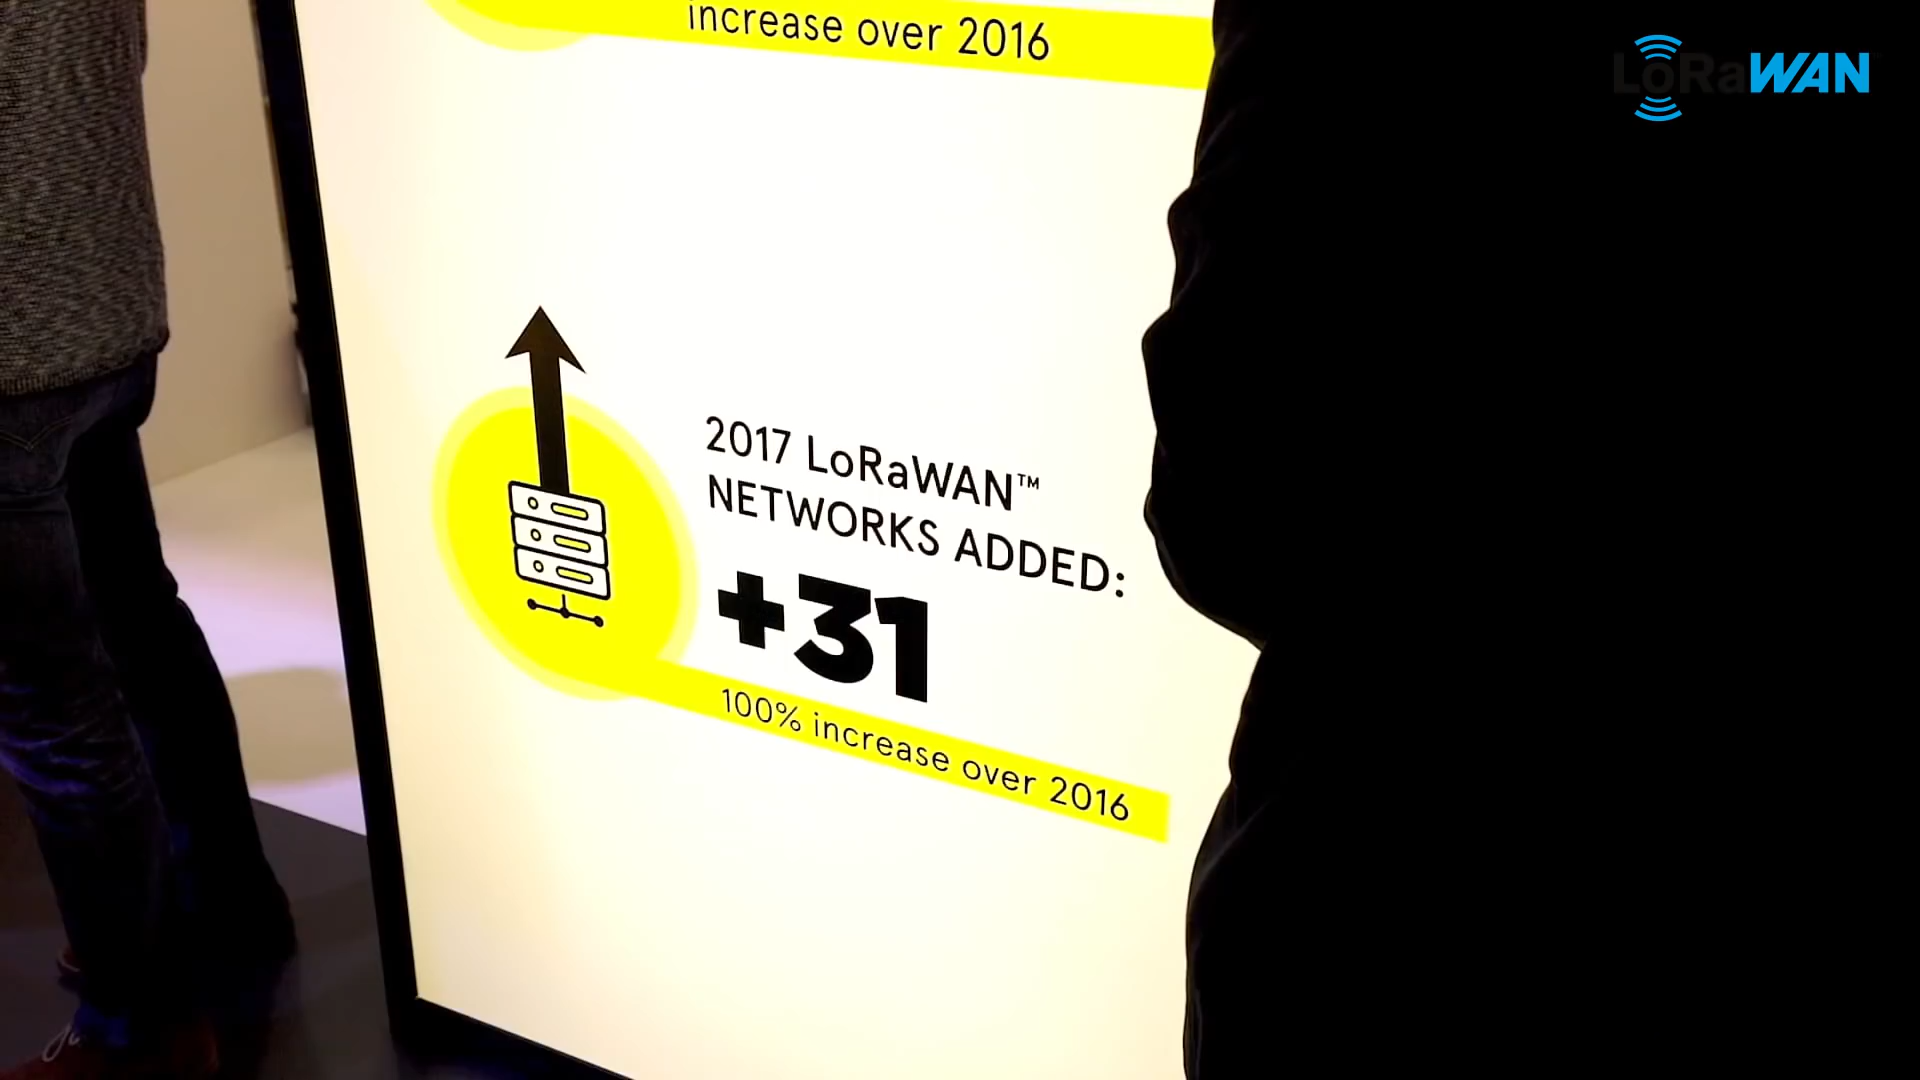 increase over 2016
LoRaWAN
2017 LoRaWAN™
NETWORKS ADDED:
+31
100% increase over 2016